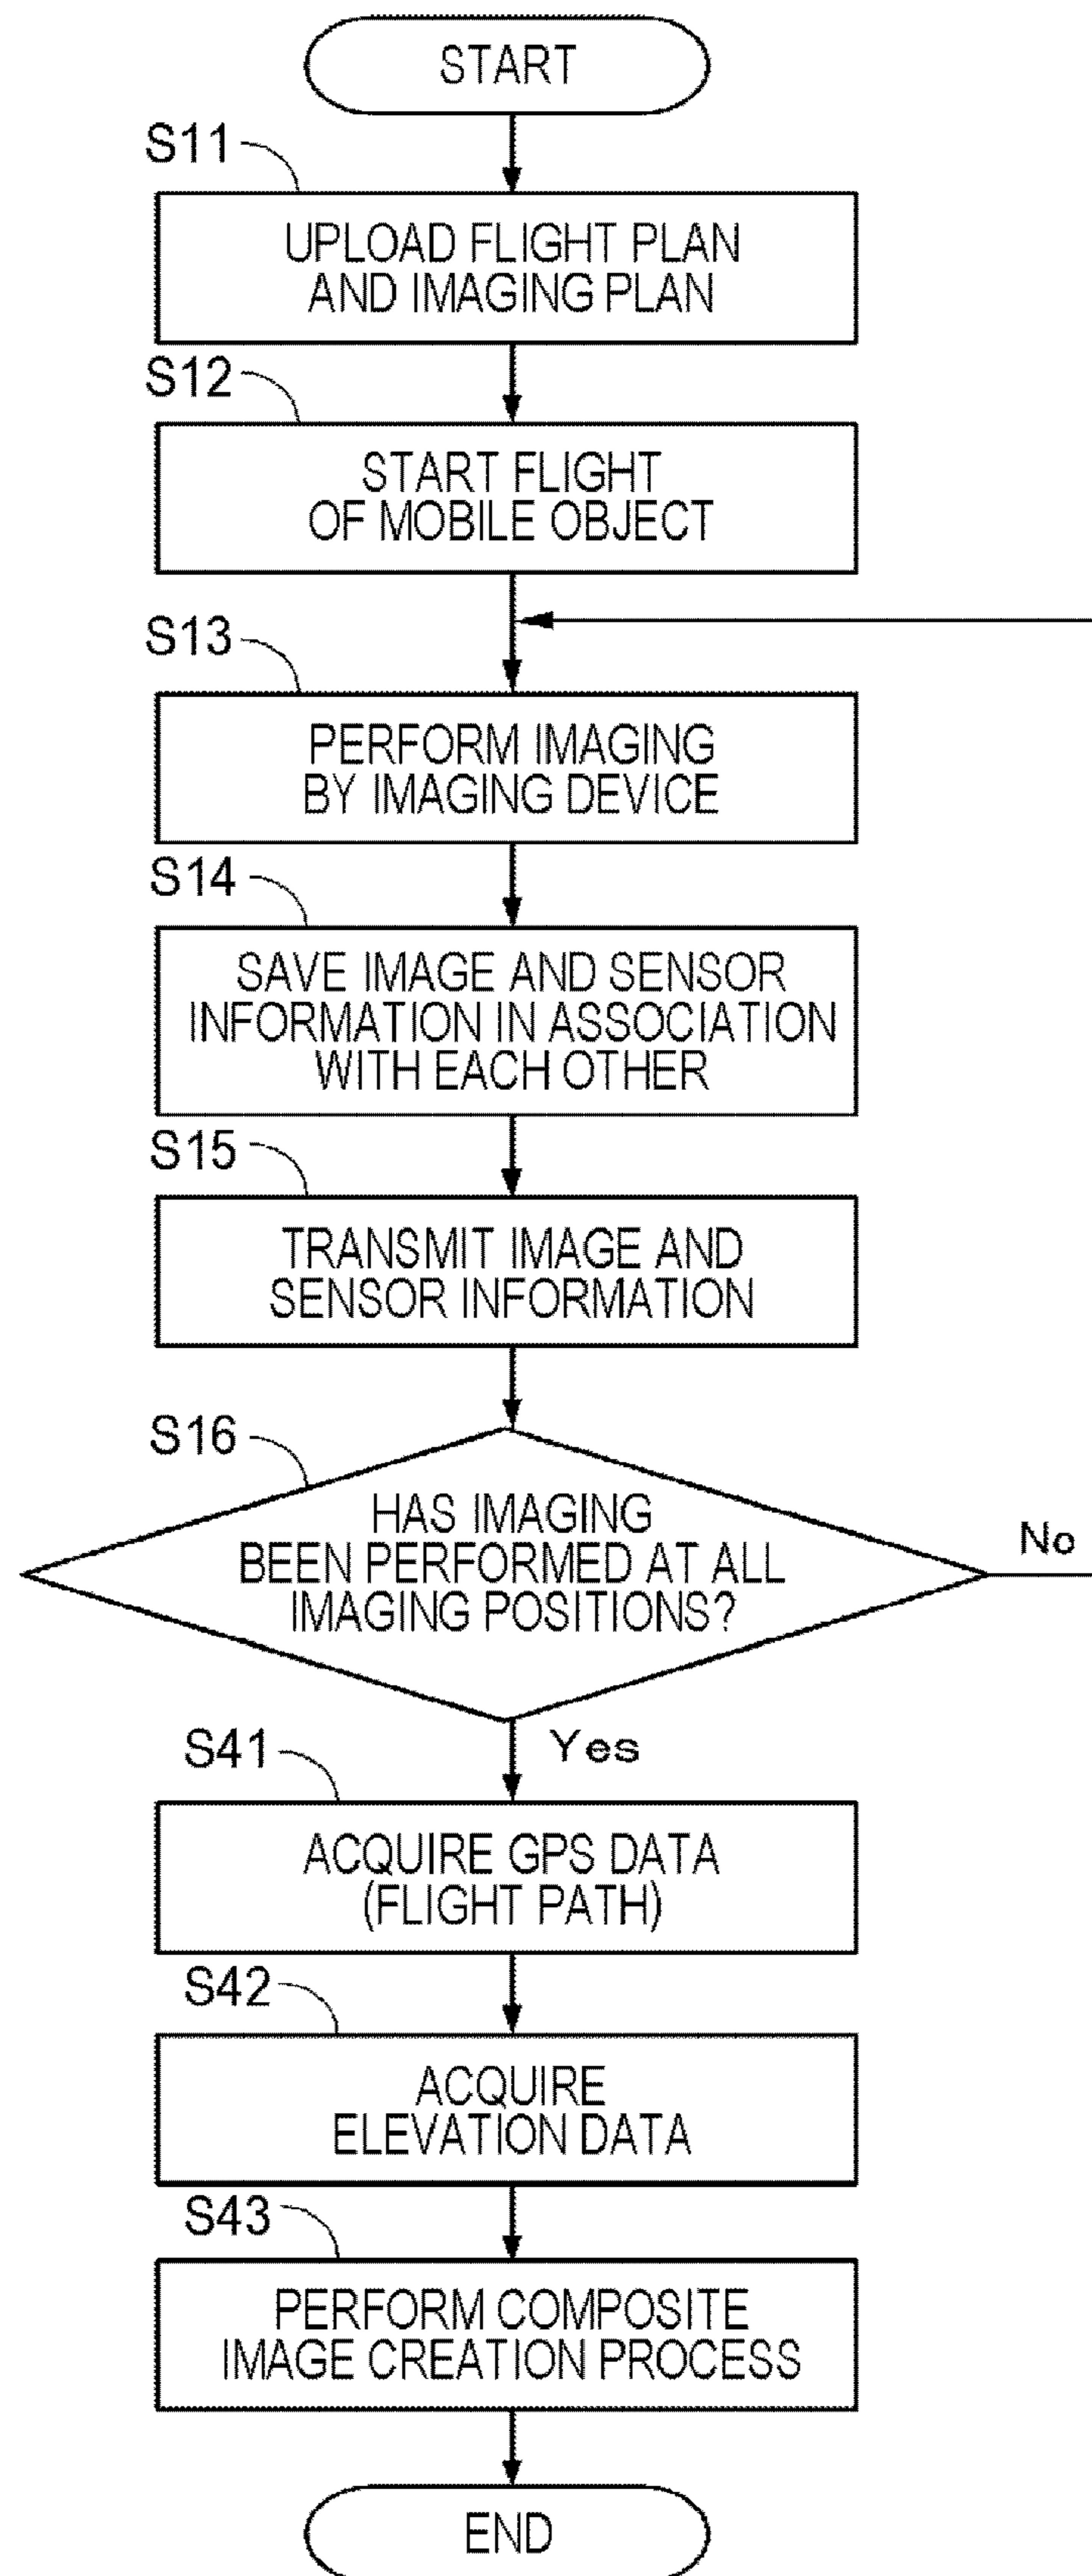 START
S11
UPLOAD FLIGHT PLAN
AND IMAGING PLAN
S12
START FLIGHT
OF MOBILE OBJECT
S13
PERFORM IMAGING
BY IMAGING DEVICE
S14
SAVE IMAGE AND SENSOR
INFORMATION IN ASSOCIATION
WITH EACH OTHER
S15
TRANSMIT IMAGE AND
SENSOR INFORMATION
S16
HAS IMAGING
BEEN PERFORMED AT ALL
IMAGING POSITIONS?
No
Yes
S41
ACQUIRE GPS DATA
(FLIGHT PATH)
S42
ACQUIRE
ELEVATION DATA
S43
PERFORM COMPOSITE
IMAGE CREATION PROCESS
END